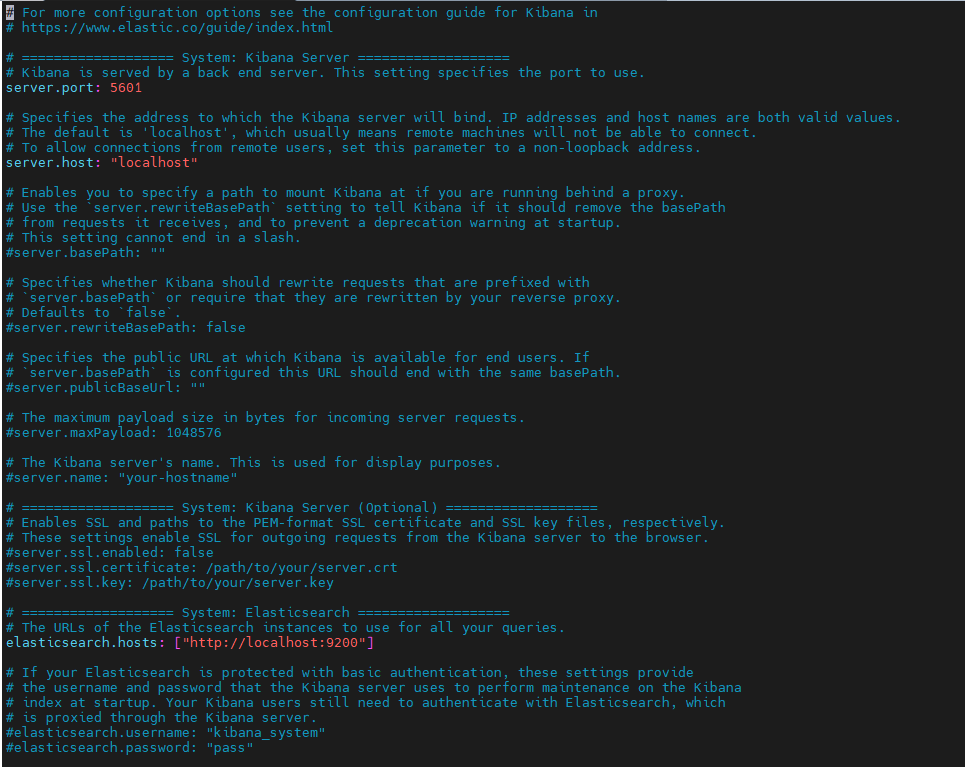 # For more configuration options see the configuration guide for Kibana in
# https://www.elastic.co/guide/index.html
# =================== System: Kibana Server ===================
# Kibana is served by a back end server. This setting specifies the port to use.
server.port: 5601
# Specifies the address to which the Kibana server will bind. IP addresses and host names are both valid values.
# The default is 'localhost', which usually means remote machines will not be able to connect.
# To allow connections from remote users, set this parameter to a non-loopback address.
server.host: "localhost"
# Enables you to specify a path to mount Kibana at if you are running behind a proxy.
# Use the `server.rewriteBasePath` setting to tell Kibana if it should remove the basePath
# from requests it receives, and to prevent a deprecation warning at startup.
# This setting cannot end in a slash.
#server.basePath: ""
# Specifies whether Kibana should rewrite requests that are prefixed with
# `server.basePath` or require that they are rewritten by your reverse proxy.
# Defaults to `false`.
#server.rewriteBasePath: false
# Specifies the public URL at which Kibana is available for end users. If
# `server.basePath` is configured this URL should end with the same basePath.
#server.publicBaseUrl: ""
# The maximum payload size in bytes for incoming server requests.
#server.maxPayload: 1048576
# The Kibana server's name. This is used for display purposes.
#server.name: "your-hostname"
# =================== System: Kibana Server (Optional) ===================
# Enables SSL and paths to the PEM-format SSL certificate and SSL key files, respectively.
# These settings enable SSL for outgoing requests from the Kibana server to the browser.
#server.ssl.enabled: false
#server.ssl.certificate: /path/to/your/server.crt
#server.ssl.key: /path/to/your/server.key
# =================== System: Elasticsearch ===================
# The URLs of the Elasticsearch instances to use for all your queries.
elasticsearch.hosts: ["http://localhost:9200"]
# If your Elasticsearch is protected with basic authentication, these settings provide
# the username and password that the Kibana server uses to perform maintenance on the Kibana
# index at startup. Your Kibana users still need to authenticate with Elasticsearch, which
# is proxied through the Kibana server.
#elasticsearch.username: "kibana_system"
#elasticsearch.password: "pass"